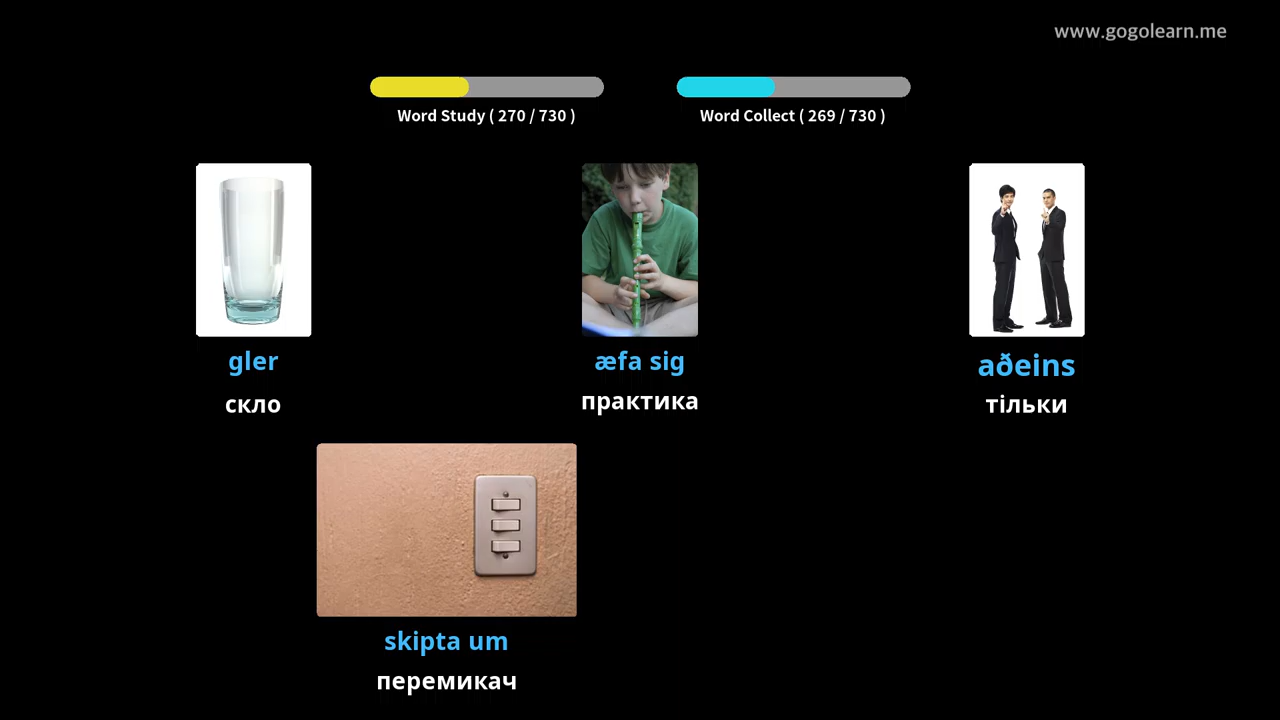 www.gogolearn.me
Word Study ( 270 / 730 )
Word Collect ( 269 / 730 )
gler
скло
æfa sig
практика
aðeins
тільки
skipta um
перемикач